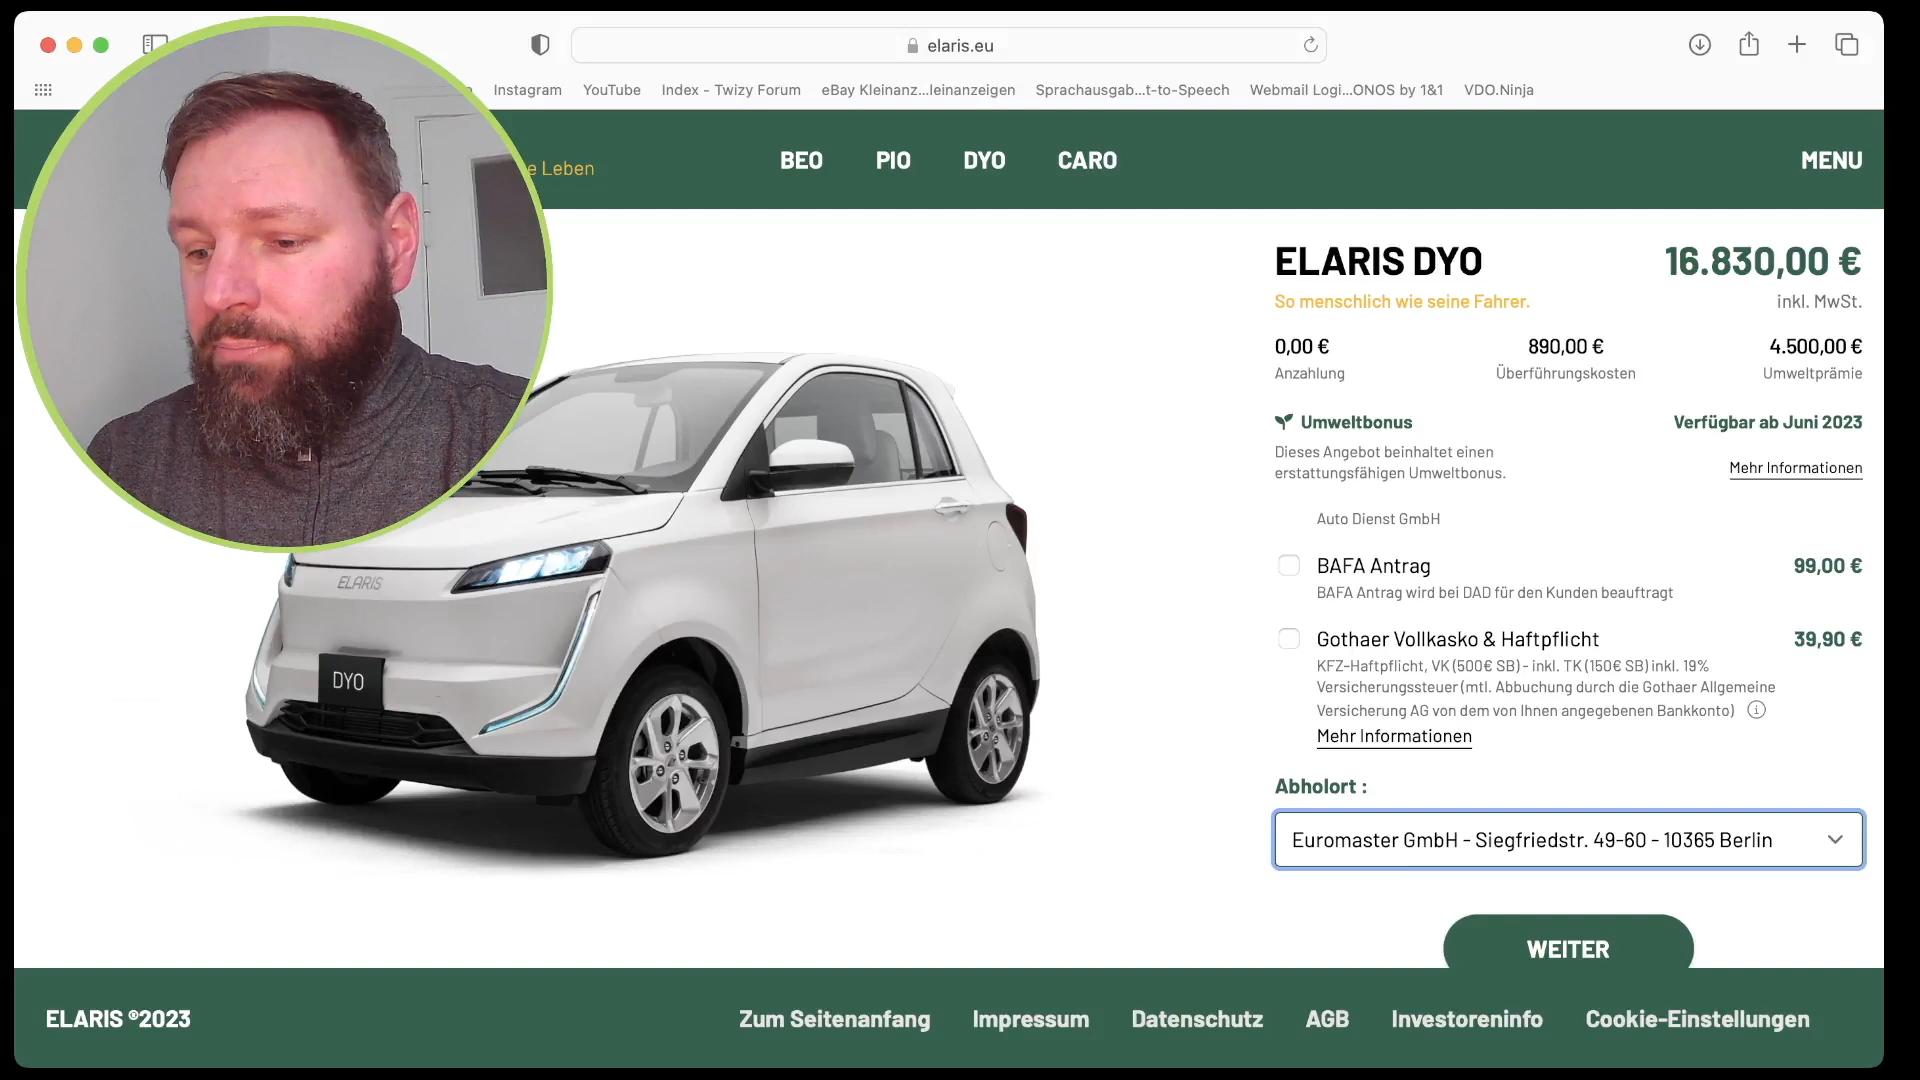 elaris.eu
Instagram
YouTube
Index - Twizy Forum
eBay Kleinanz...leinanzeigen
Sprachausgab...t-to-Speech
Webmail Logi...ONOS by 1&1
VDO.Ninja
e Leben
BEO
PIO
DYO
CARO
MENU
ELARIS DYO
16.830,00 €
So menschlich wie seine Fahrer.
inkl. MwSt.
0,00 €
890,00 €
4.500,00 €
Anzahlung
Überführungskosten
Umweltprämie
Umweltbonus
Verfügbar ab Juni 2023
Dieses Angebot beinhaltet einen
erstattungsfähigen Umweltbonus.
Mehr Informationen
Auto Dienst GmbH
BAFA Antrag
99,00 €
BAFA Antrag wird bei DAD für den Kunden beauftragt
Gothaer Vollkasko & Haftpflicht
39,90 €
KFZ-Haftpflicht, VK (500€ SB) - inkl. TK (150€ SB) inkl. 19%
Versicherungssteuer (mtl. Abbuchung durch die Gothaer Allgemeine
Versicherung AG von dem von Ihnen angegebenen Bankkonto)
Mehr Informationen
Abholort :
Euromaster GmbH - Siegfriedstr. 49-60 - 10365 Berlin
WEITER
ELARIS
DYO
ELARIS ©2023
Zum Seitenanfang
Impressum
Datenschutz
AGB
Investoreninfo
Cookie-Einstellungen